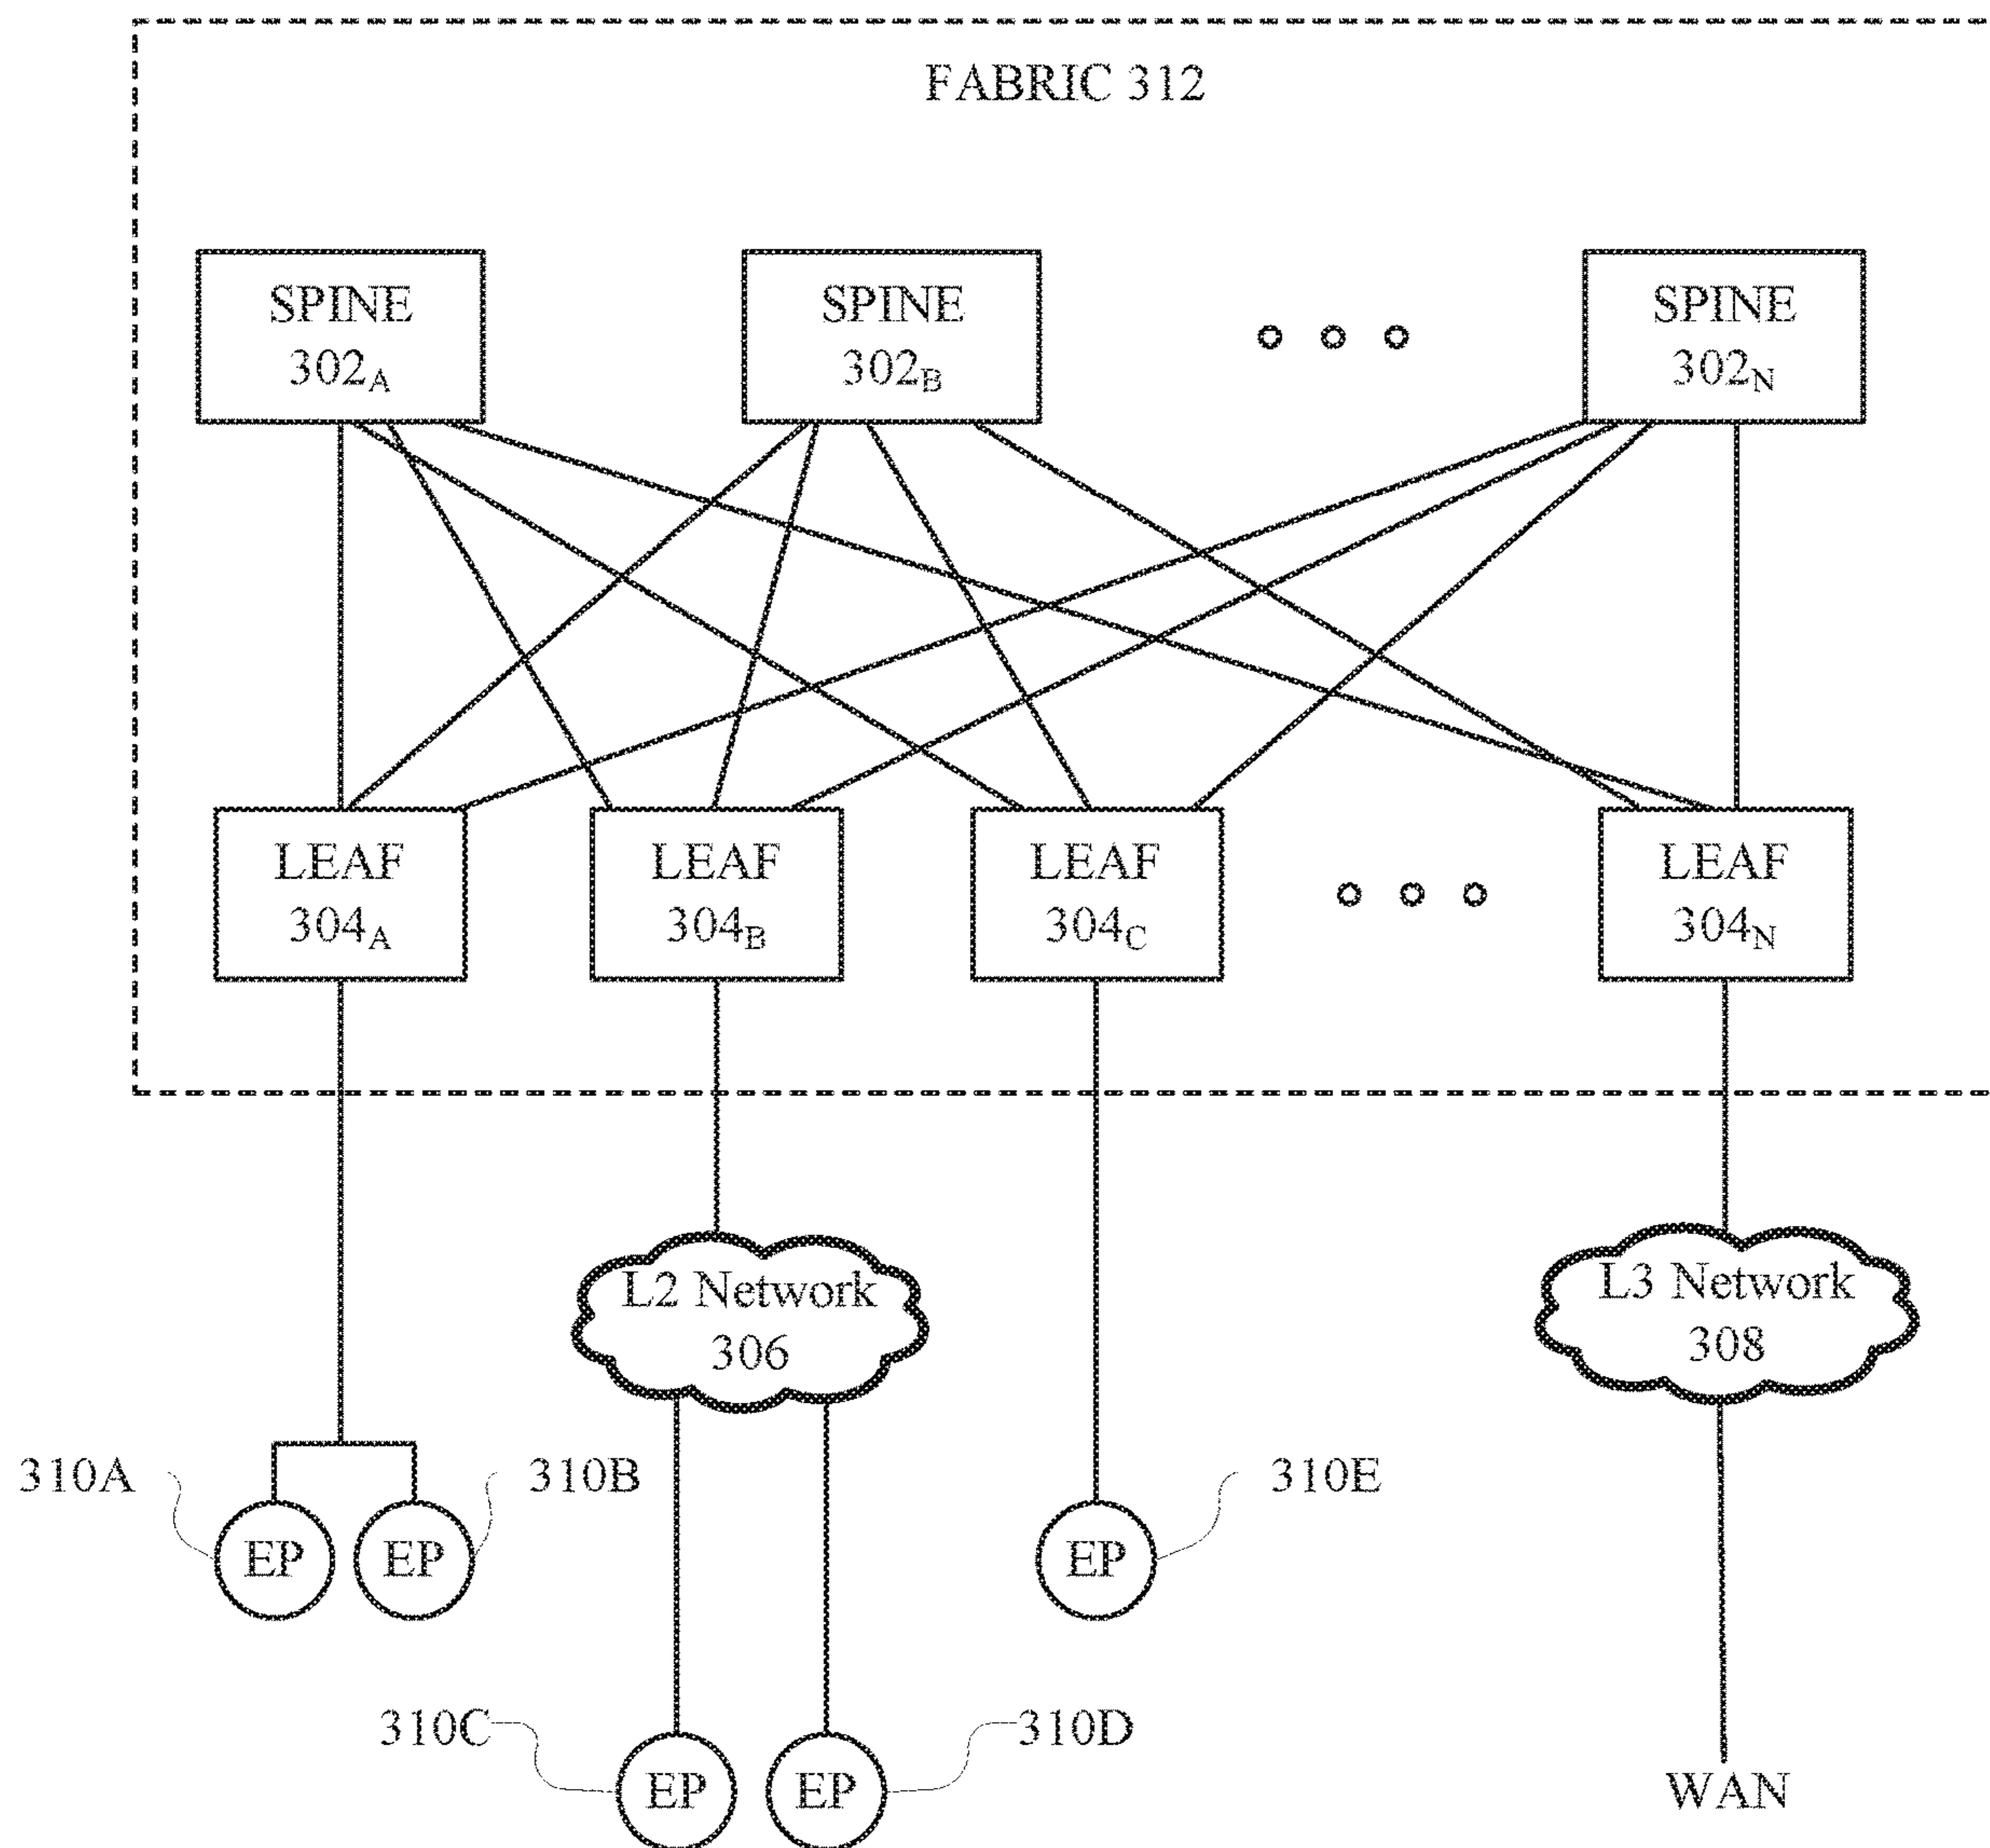 FABRIC 312
SPINE
302A
SPINE
302B
SPINE
302N
LEAF
304A
LEAF
304B
LEAF
304C
LEAF
304N
L2 Network
306
L3 Network
308
310A
310B
310E
EP
EP
EP
310C
310D
EP
EP
WAN